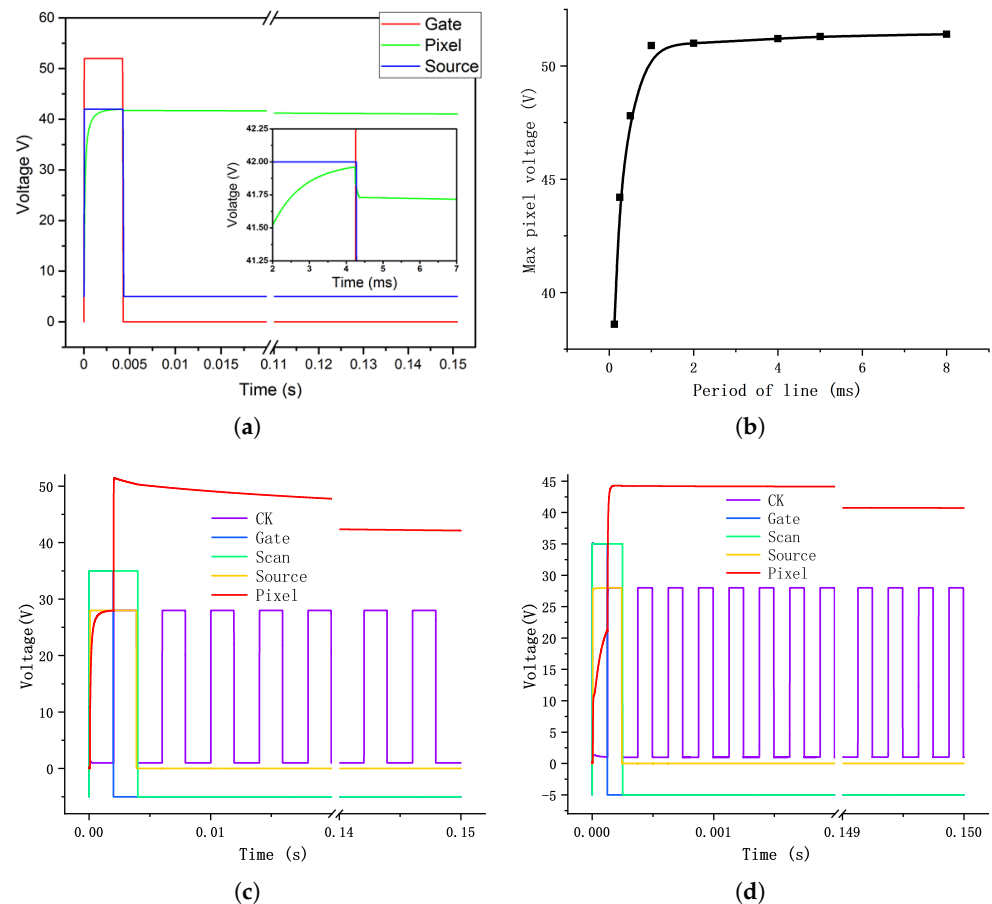 Gate
Pixel
Source
Voltage V)
60
50
40
30
20
10
0
0 0.005 0.01 0.015 0.11 0.12 0.13 0.14 0.15
Time (s)
Volatge (V)
42.25
42.00
41.75
41.50
41.25
2 3 4 5 6 7
Time (ms)
(a)
Max pixel voltage (V)
50
45
40
0 2 4 6 8
Period of line (ms)
(b)
Voltage(V)
50
40
30
20
10
0
CK
Gate
Scan
Source
Pixel
0.00 0.01 0.14 0.15
Time (s)
(c)
Voltage(V)
45
40
35
30
25
20
15
10
5
0
-5
CK
Gate
Scan
Source
Pixel
0.000 0.001 0.149 0.150
Time (s)
(d)